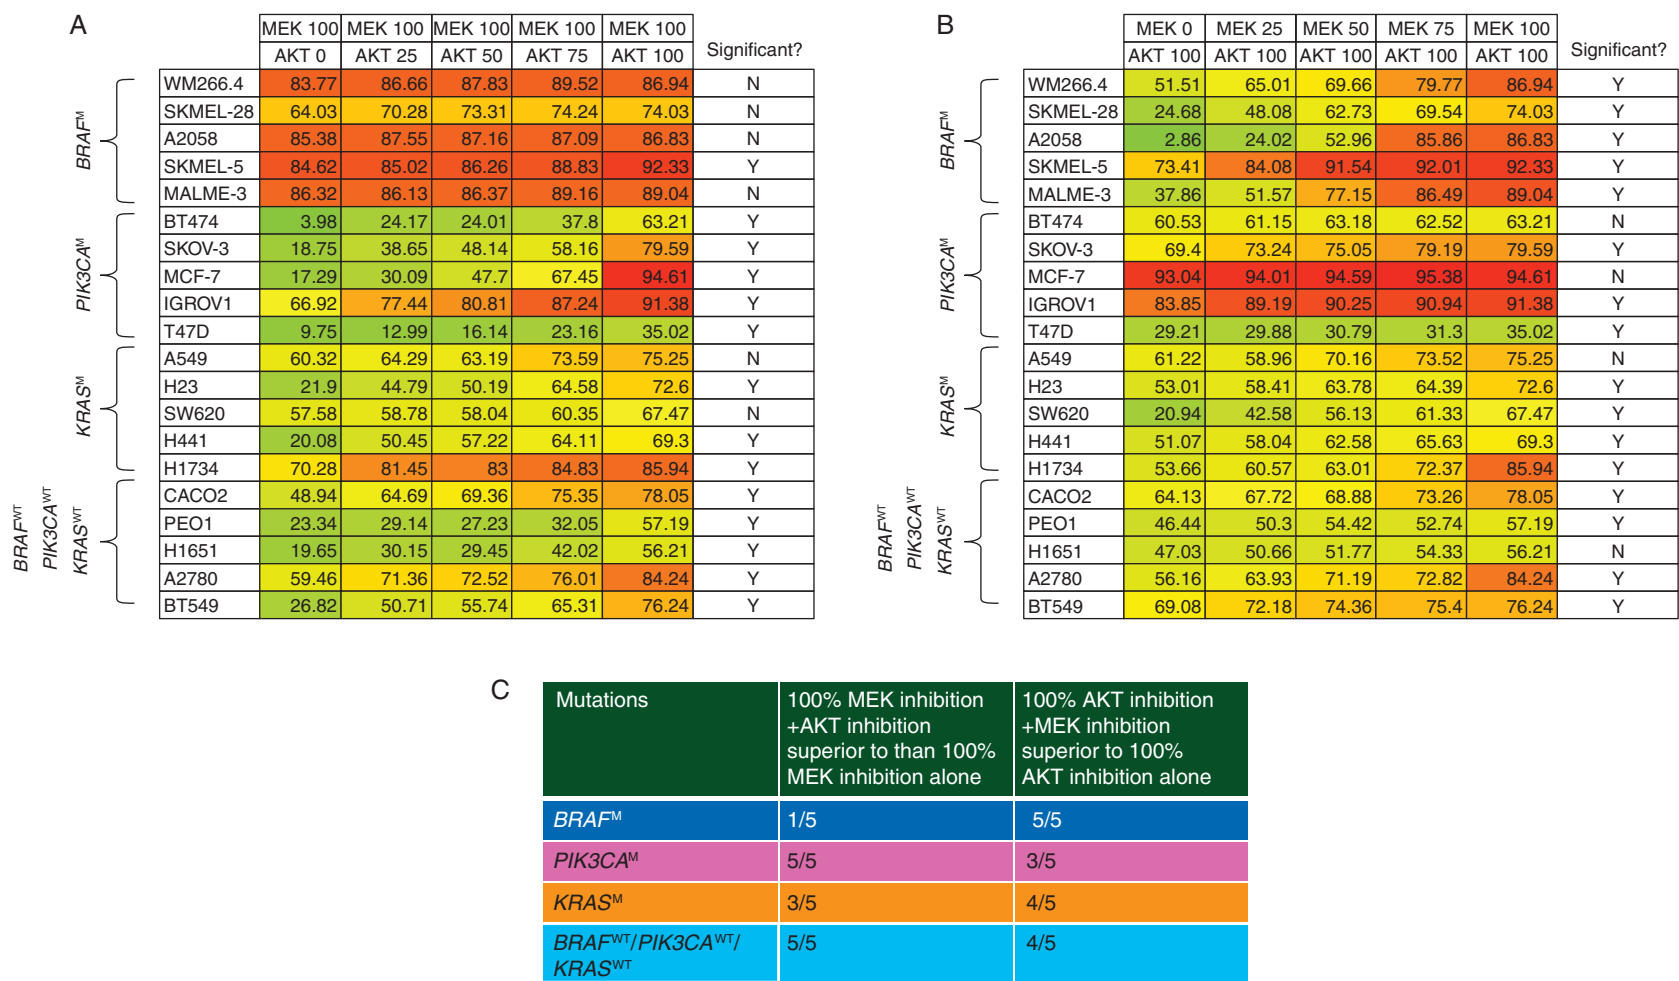 A
MEK 100 MEK 100 MEK 100 MEK 100 MEK 100
AKT 0 AKT 25 AKT 50 AKT 75 AKT 100 Significant?
BRAFᴹ
WM266.4 83.77 86.66 87.83 89.52 86.94 N
SKMEL-28 64.03 70.28 73.31 74.24 74.03 N
A2058 85.38 87.55 87.16 87.09 86.83 N
SKMEL-5 84.62 85.02 86.26 88.83 92.33 Y
MALME-3 86.32 86.13 86.37 89.16 89.04 N
PIK3CAᴹ
BT474 3.98 24.17 24.01 37.8 63.21 Y
SKOV-3 18.75 38.65 48.14 58.16 79.59 Y
MCF-7 17.29 30.09 47.7 67.45 94.61 Y
IGROV1 66.92 77.44 80.81 87.24 91.38 Y
T47D 9.75 12.99 16.14 23.16 35.02 Y
KRASᴹ
A549 60.32 64.29 63.19 73.59 75.25 N
H23 21.9 44.79 50.19 64.58 72.6 Y
SW620 57.58 58.78 58.04 60.35 67.47 N
H441 20.08 50.45 57.22 64.11 69.3 Y
H1734 70.28 81.45 83 84.83 85.94 Y
BRAFᵂᵀ
PIK3CAᵂᵀ
KRASᵂᵀ
CACO2 48.94 64.69 69.36 75.35 78.05 Y
PEO1 23.34 29.14 27.23 32.05 57.19 Y
H1651 19.65 30.15 29.45 42.02 56.21 Y
A2780 59.46 71.36 72.52 76.01 84.24 Y
BT549 26.82 50.71 55.74 65.31 76.24 Y
B
MEK 0 MEK 25 MEK 50 MEK 75 MEK 100
AKT 100 AKT 100 AKT 100 AKT 100 AKT 100 Significant?
BRAFᴹ
WM266.4 51.51 65.01 69.66 79.77 86.94 Y
SKMEL-28 24.68 48.08 62.73 69.54 74.03 Y
A2058 2.86 24.02 52.96 85.86 86.83 Y
SKMEL-5 73.41 84.08 91.54 92.01 92.33 Y
MALME-3 37.86 51.57 77.15 86.49 89.04 Y
PIK3CAᴹ
BT474 60.53 61.15 63.18 62.52 63.21 N
SKOV-3 69.4 73.24 75.05 79.19 79.59 Y
MCF-7 93.04 94.01 94.59 95.38 94.61 N
IGROV1 83.85 89.19 90.25 90.94 91.38 Y
T47D 29.21 29.88 30.79 31.3 35.02 Y
KRASᴹ
A549 61.22 58.96 70.16 73.52 75.25 N
H23 53.01 58.41 63.78 64.39 72.6 Y
SW620 20.94 42.58 56.13 61.33 67.47 Y
H441 51.07 58.04 62.58 65.63 69.3 Y
H1734 53.66 60.57 63.01 72.37 85.94 Y
BRAFᵂᵀ
PIK3CAᵂᵀ
KRASᵂᵀ
CACO2 64.13 67.72 68.88 73.26 78.05 Y
PEO1 46.44 50.3 54.42 52.74 57.19 Y
H1651 47.03 50.66 51.77 54.33 56.21 N
A2780 56.16 63.93 71.19 72.82 84.24 Y
BT549 69.08 72.18 74.36 75.4 76.24 Y
C
Mutations
100% MEK inhibition
+AKT inhibition
superior to than 100%
MEK inhibition alone
100% AKT inhibition
+MEK inhibition
superior to 100%
AKT inhibition alone
BRAFᴹ 1/5 5/5
PIK3CAᴹ 5/5 3/5
KRASᴹ 3/5 4/5
BRAFᵂᵀ/PIK3CAᵂᵀ/ 5/5 4/5
KRASᵂᵀ